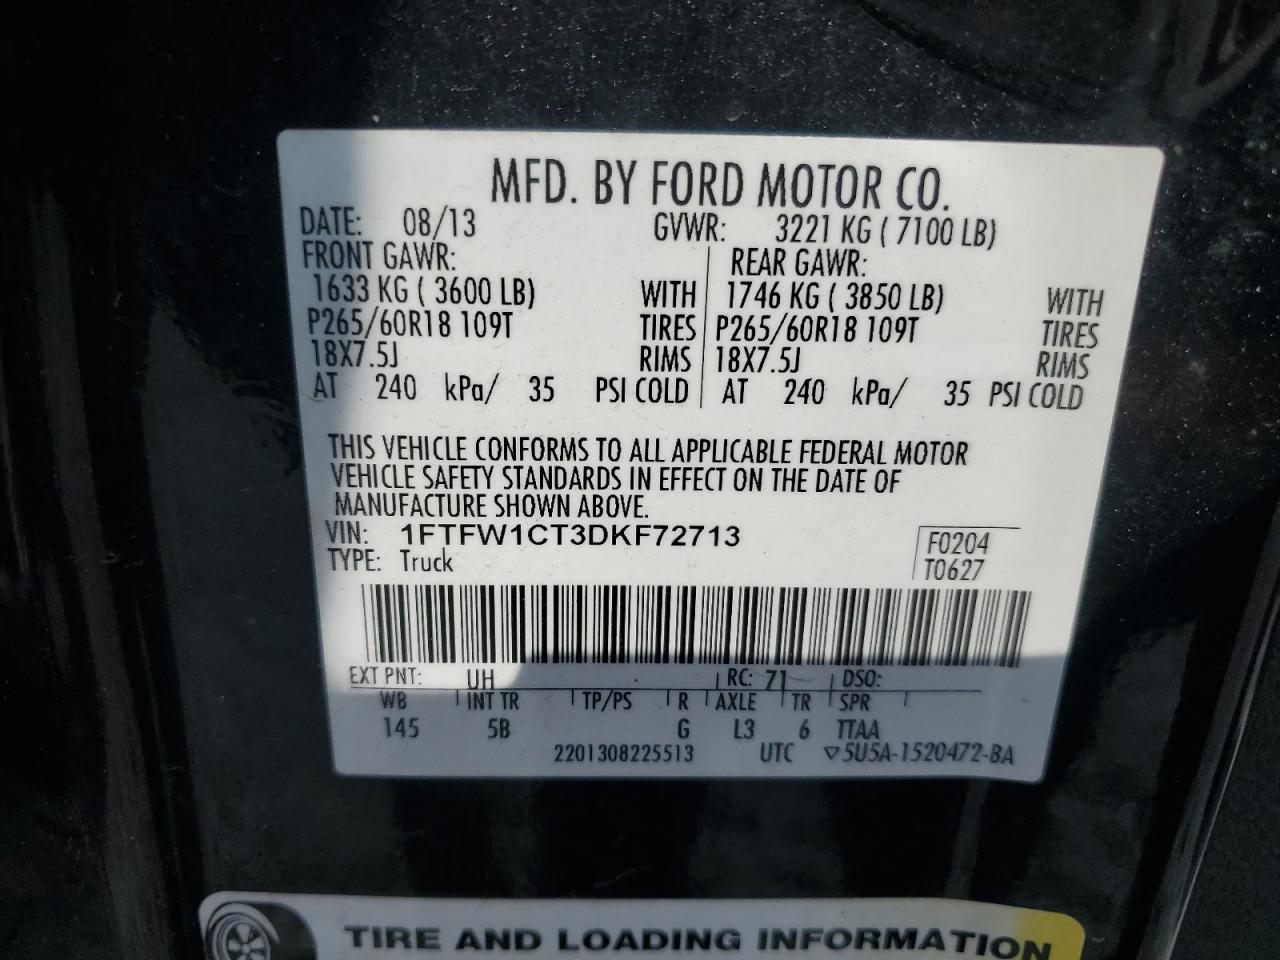 MFD. BY FORD MOTOR CO.
DATE: 08/13 GVWR: 3221 KG ( 7100 LB)
FRONT GAWR: REAR GAWR:
1633 KG ( 3600 LB) WITH 1746 KG ( 3850 LB) WITH
P265/60R18 109T TIRES P265/60R18 109T TIRES
18X7.5J RIMS 18X7.5J RIMS
AT 240 kPa/ 35 PSI COLD AT 240 kPa/ 35 PSI COLD
THIS VEHICLE CONFORMS TO ALL APPLICABLE FEDERAL MOTOR
VEHICLE SAFETY STANDARDS IN EFFECT ON THE DATE OF
MANUFACTURE SHOWN ABOVE.
VIN: 1FTFW1CT3DKF72713 F0204
TYPE: Truck T0627
EXT PNT: UH RC: 71 DSO:
WB INT TR TP/PS R AXLE TR SPR
145 5B G L3 6 TTAA
2201308225513 UTC ▽5U5A-1520472-BA
TIRE AND LOADING INFORMATION